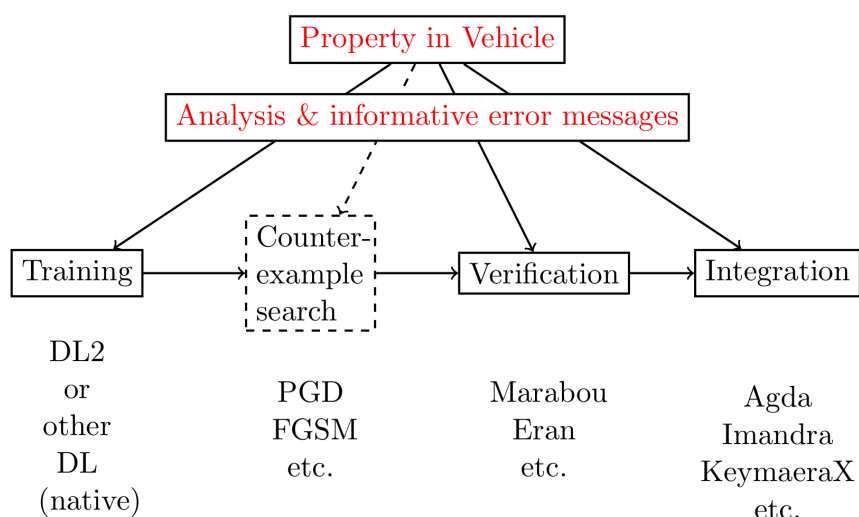 Property in Vehicle
Analysis & informative error messages
Training
Counter-
example
search
Verification
Integration
DL2
or
other
DL
(native)
PGD
FGSM
etc.
Marabou
Eran
etc.
Agda
Imandra
KeymaeraX
etc.